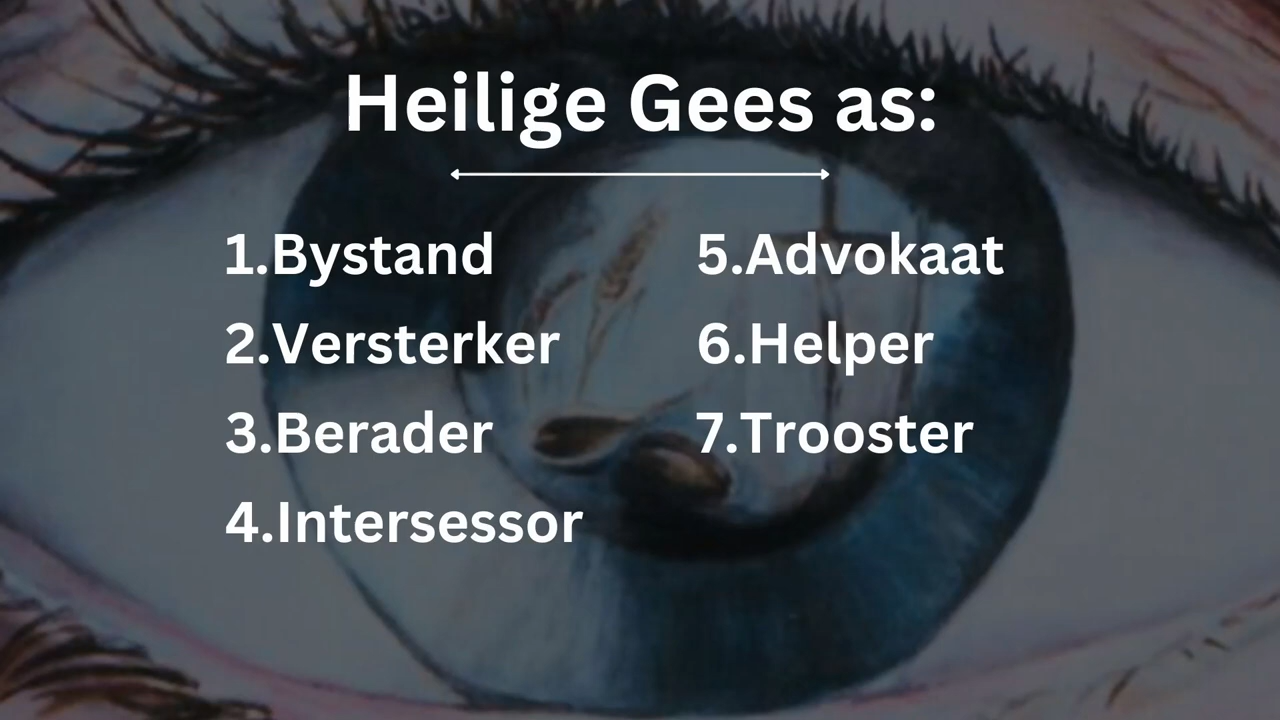 Heilige Gees as:
1.Bystand
2.Versterker
3.Berader
4.Intersessor
5.Advokaat
6.Helper
7.Trooster